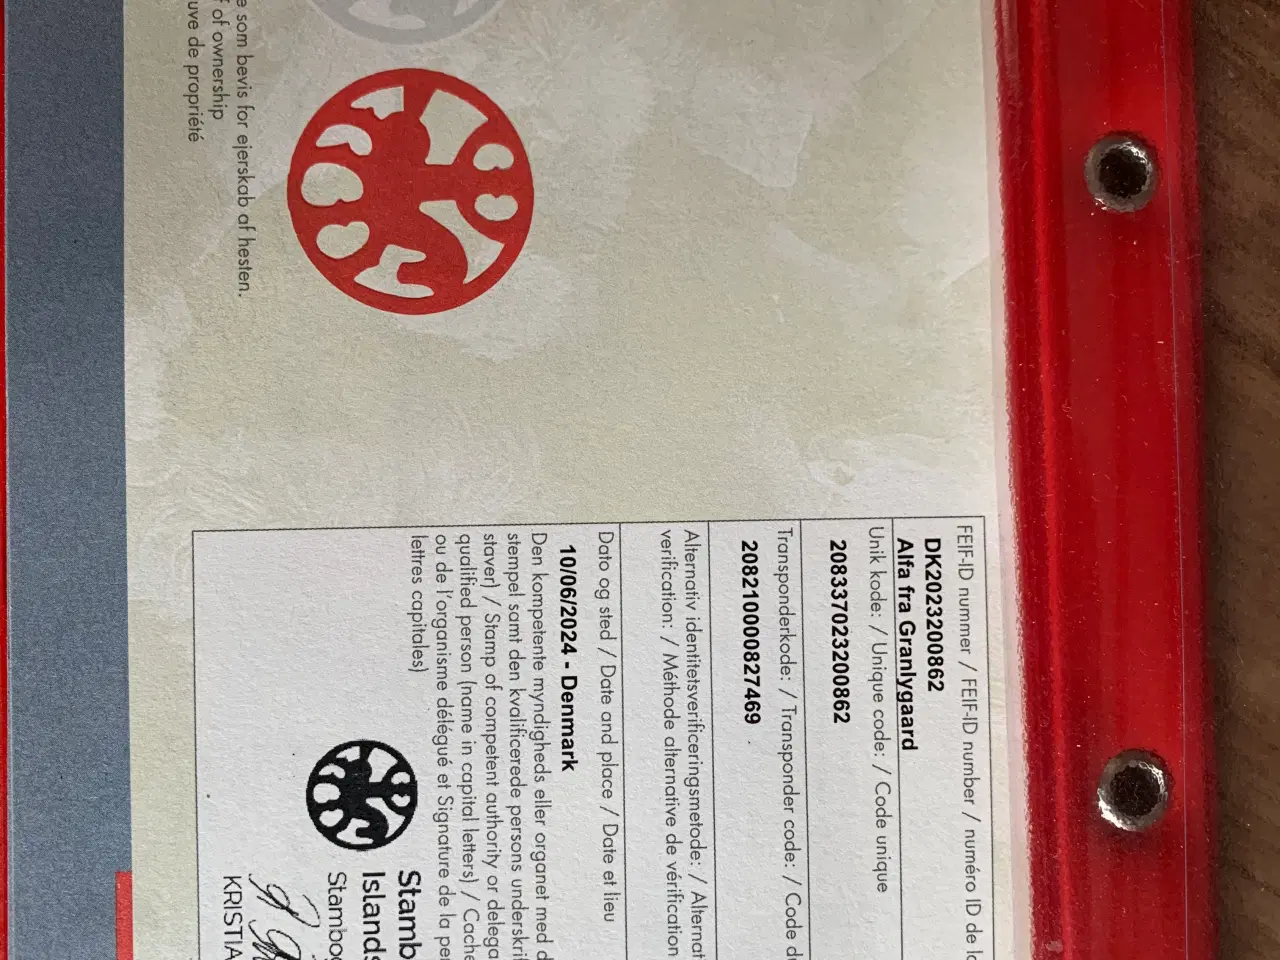 e som bevis for ejerskab af hesten.
of ownership
uve de propriété
FEIF-ID nummer / FEIF-ID number / numéro ID de
DK2023200862
Alfa fra Granlygaard
Unik kode: / Unique code: / Code unique
208337023200862
Transponderkode: / Transponder code: / Code
208210000827469
Alternativ identitetsverificeringsmetode: / Alternat
verification: / Méthode alternative de vérification
Dato og sted / Date and place / Date et lieu
10/06/2024 - Denmark
Den kompetente myndigheds eller organet med d
stempel samt den kvalificerede persons underskri
staver) / Stamp of competent authority or delega
qualified person (name in capital letters) / Cache
ou de l'organisme délégué et Signature de la per
lettres capitales)
Stamb
Islands
Stambog
KRISTIA